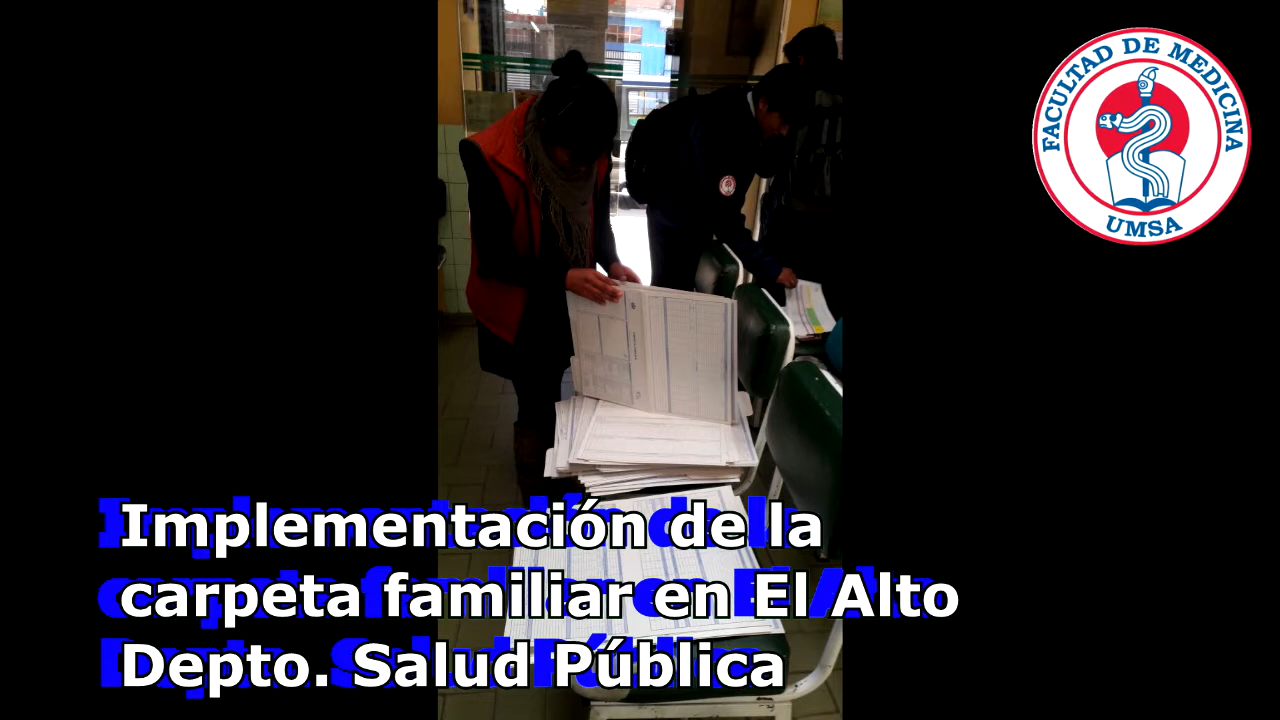 FACULTAD DE MEDICINA
UMSA
Implementación de la
carpeta familiar en El Alto
Depto. Salud Pública